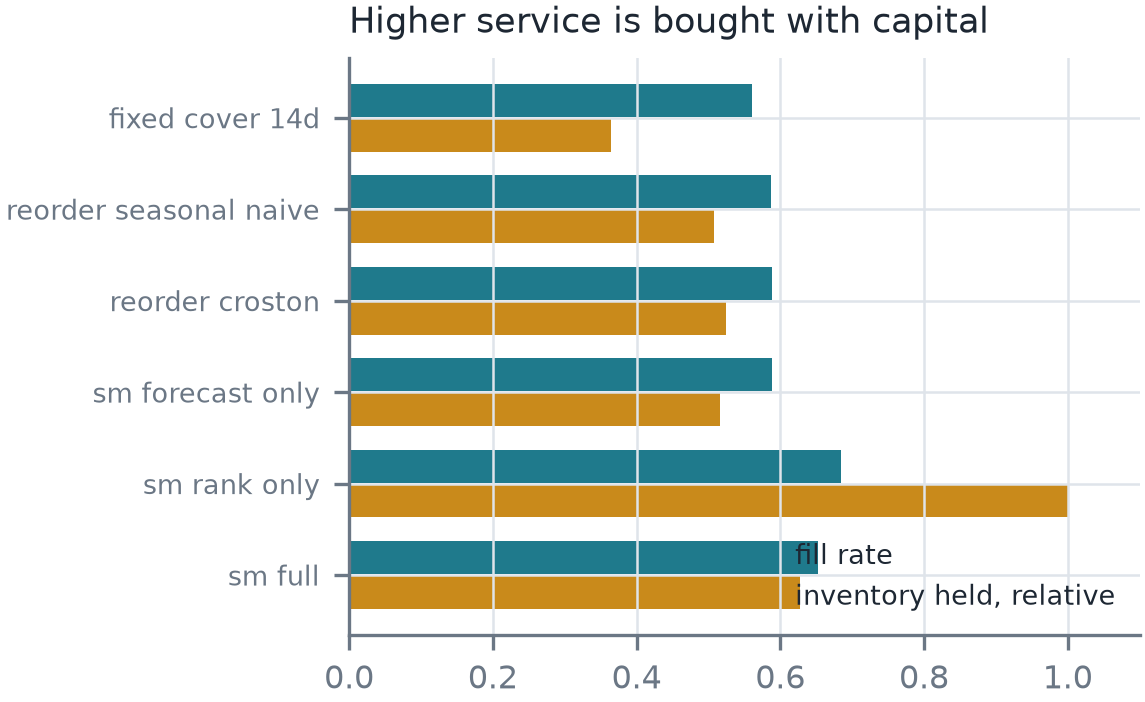 Higher service is bought with capital
fixed cover 14d
reorder seasonal naive
reorder croston
sm forecast only
sm rank only
sm full
fill rate
inventory held, relative
0.0 0.2 0.4 0.6 0.8 1.0